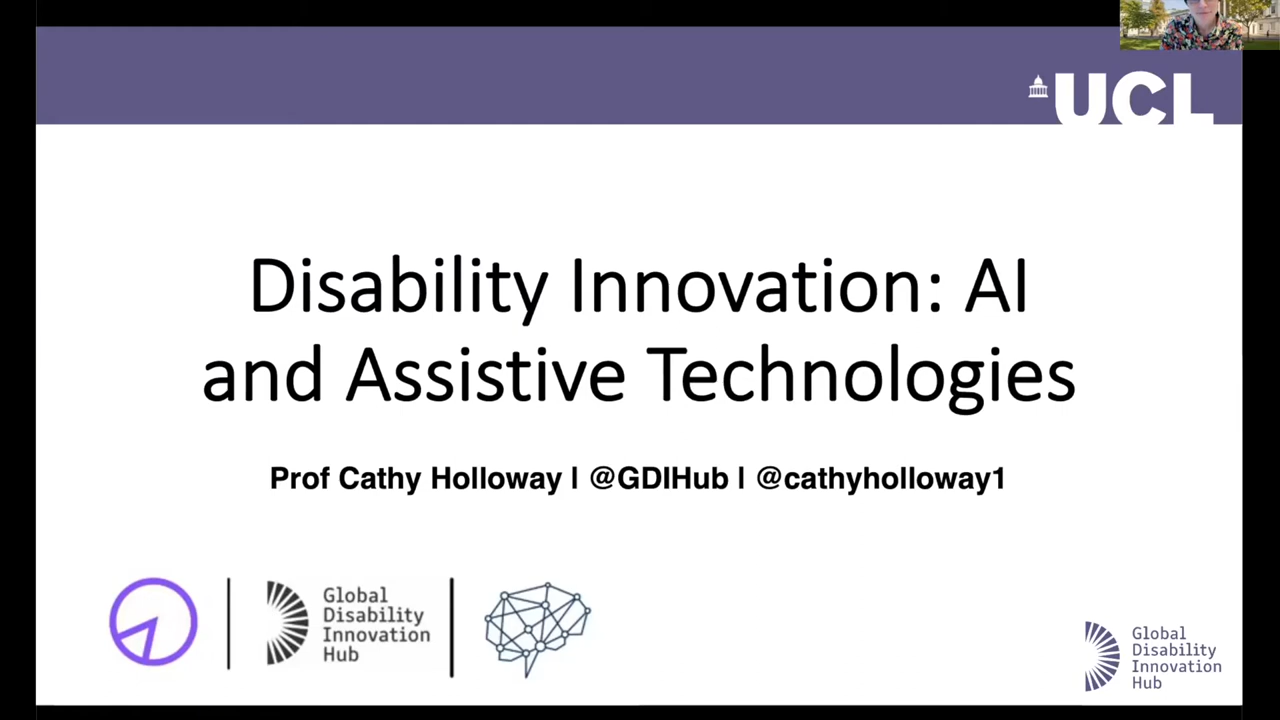 UCL
Disability Innovation: AI
and Assistive Technologies
Prof Cathy Holloway | @GDIHub | @cathyholloway1
Global
Disability
Innovation
Hub
Global
Disability
Innovation
Hub